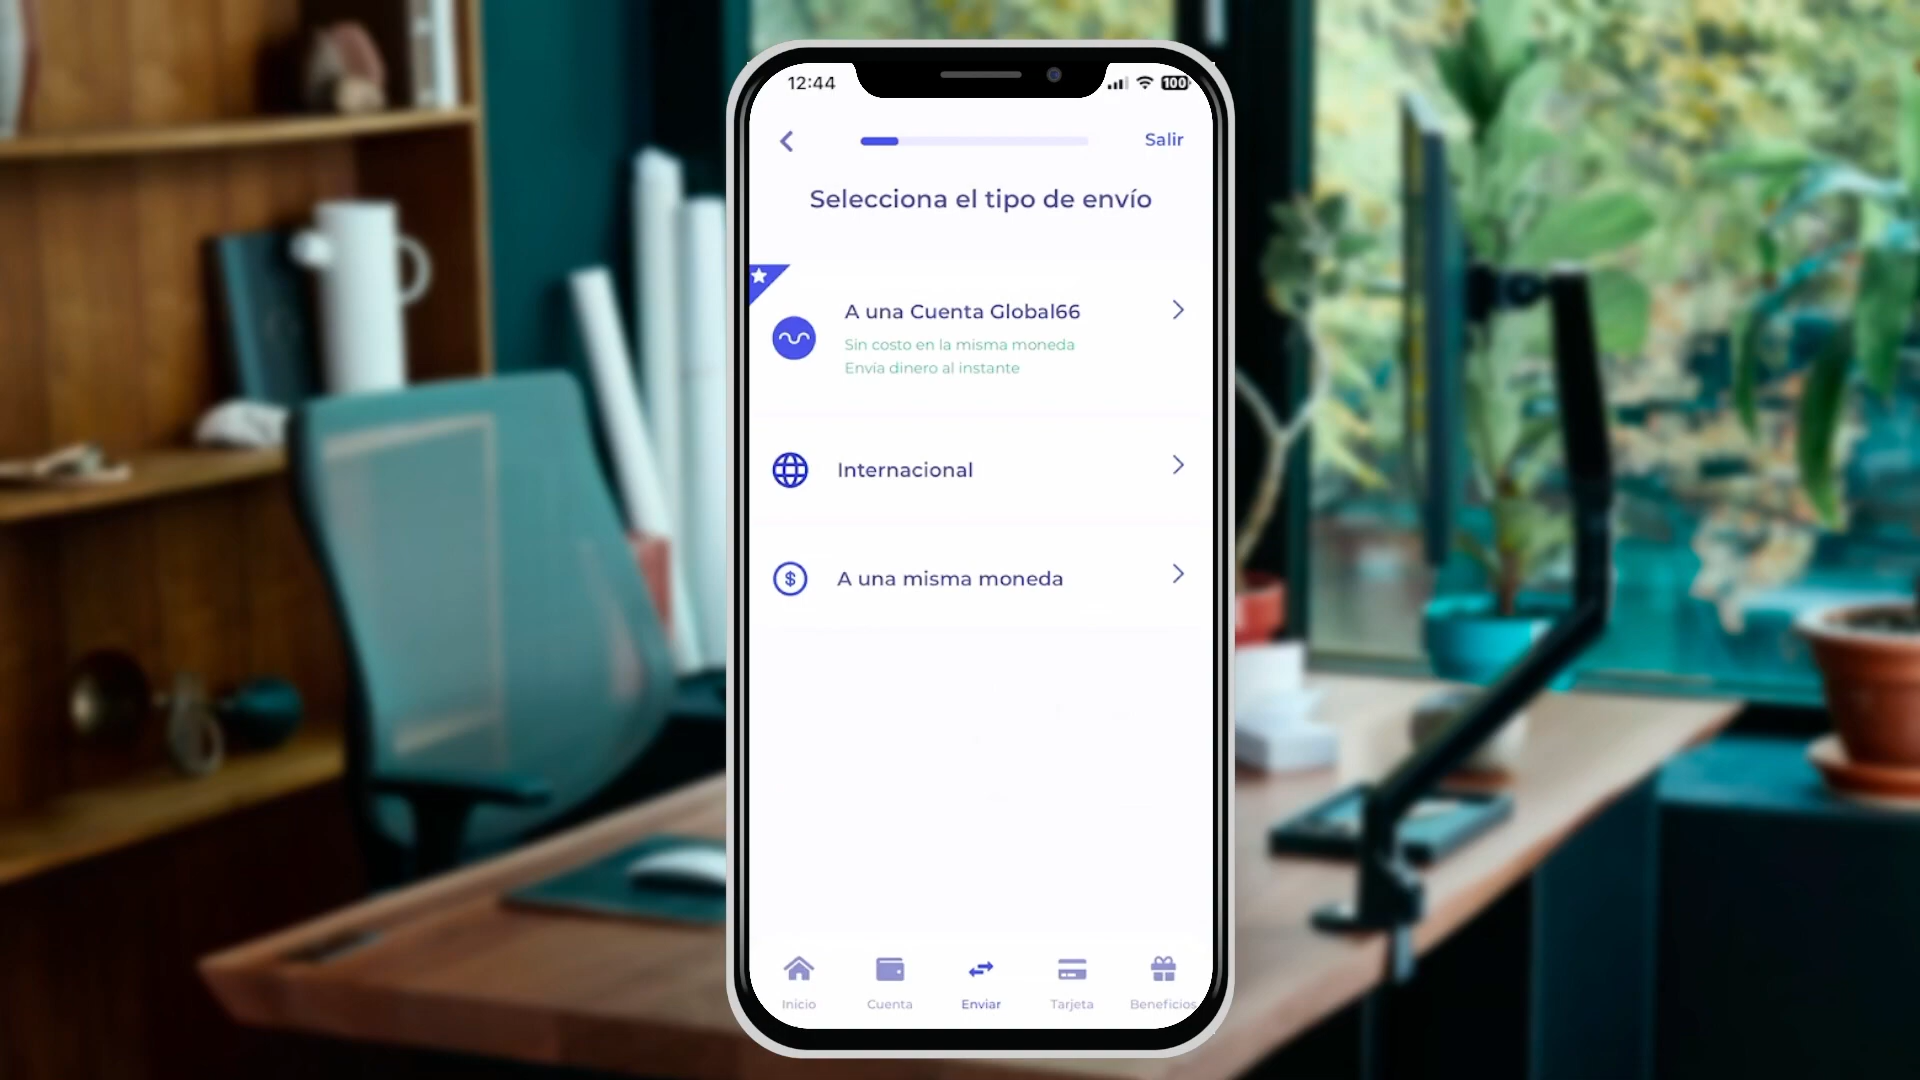 12:44
100
Salir
Selecciona el tipo de envío
A una Cuenta Global66
Sin costo en la misma moneda
Envía dinero al instante
Internacional
$ A una misma moneda
Inicio
Cuenta
Enviar
Tarjeta
Beneficios